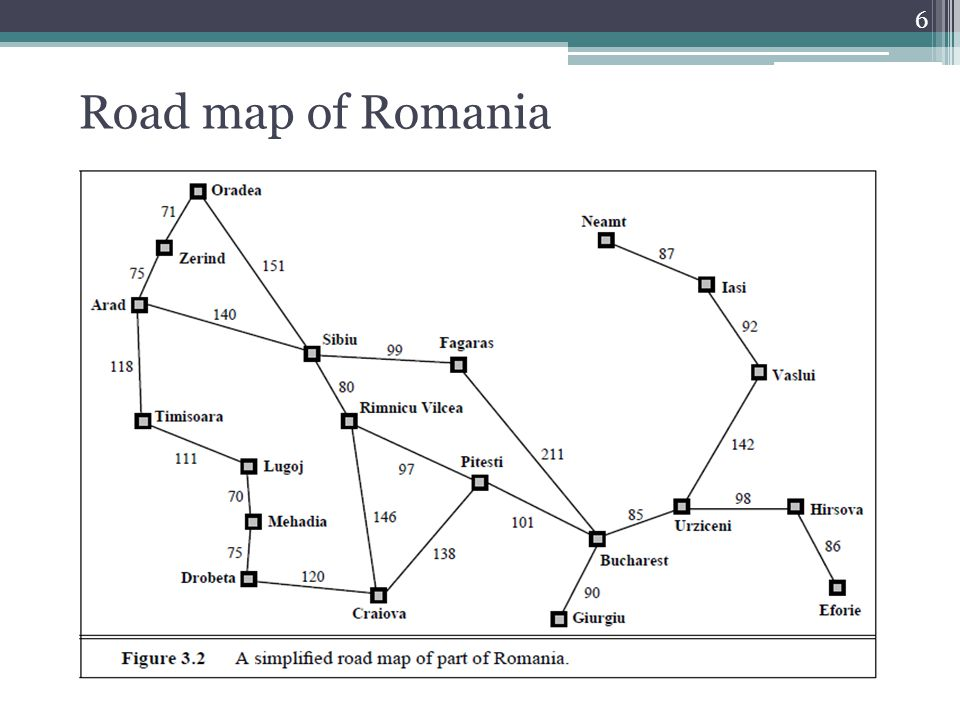 6
Road map of Romania
Oradea
71
Neamt
Zerind
87
151
75
Iasi
Arad
140
92
Sibiu
Fagaras
99
118
Vaslui
80
Timisoara
Rimnicu Vilcea
142
111
211
Lugoj
97
Pitesti
70
98
Hirsova
146
101
85
Mehadia
Urziceni
86
75
138
Bucharest
Drobeta
120
90
Craiova
Giurgiu
Eforie
Figure 3.2 A simplified road map of part of Romania.